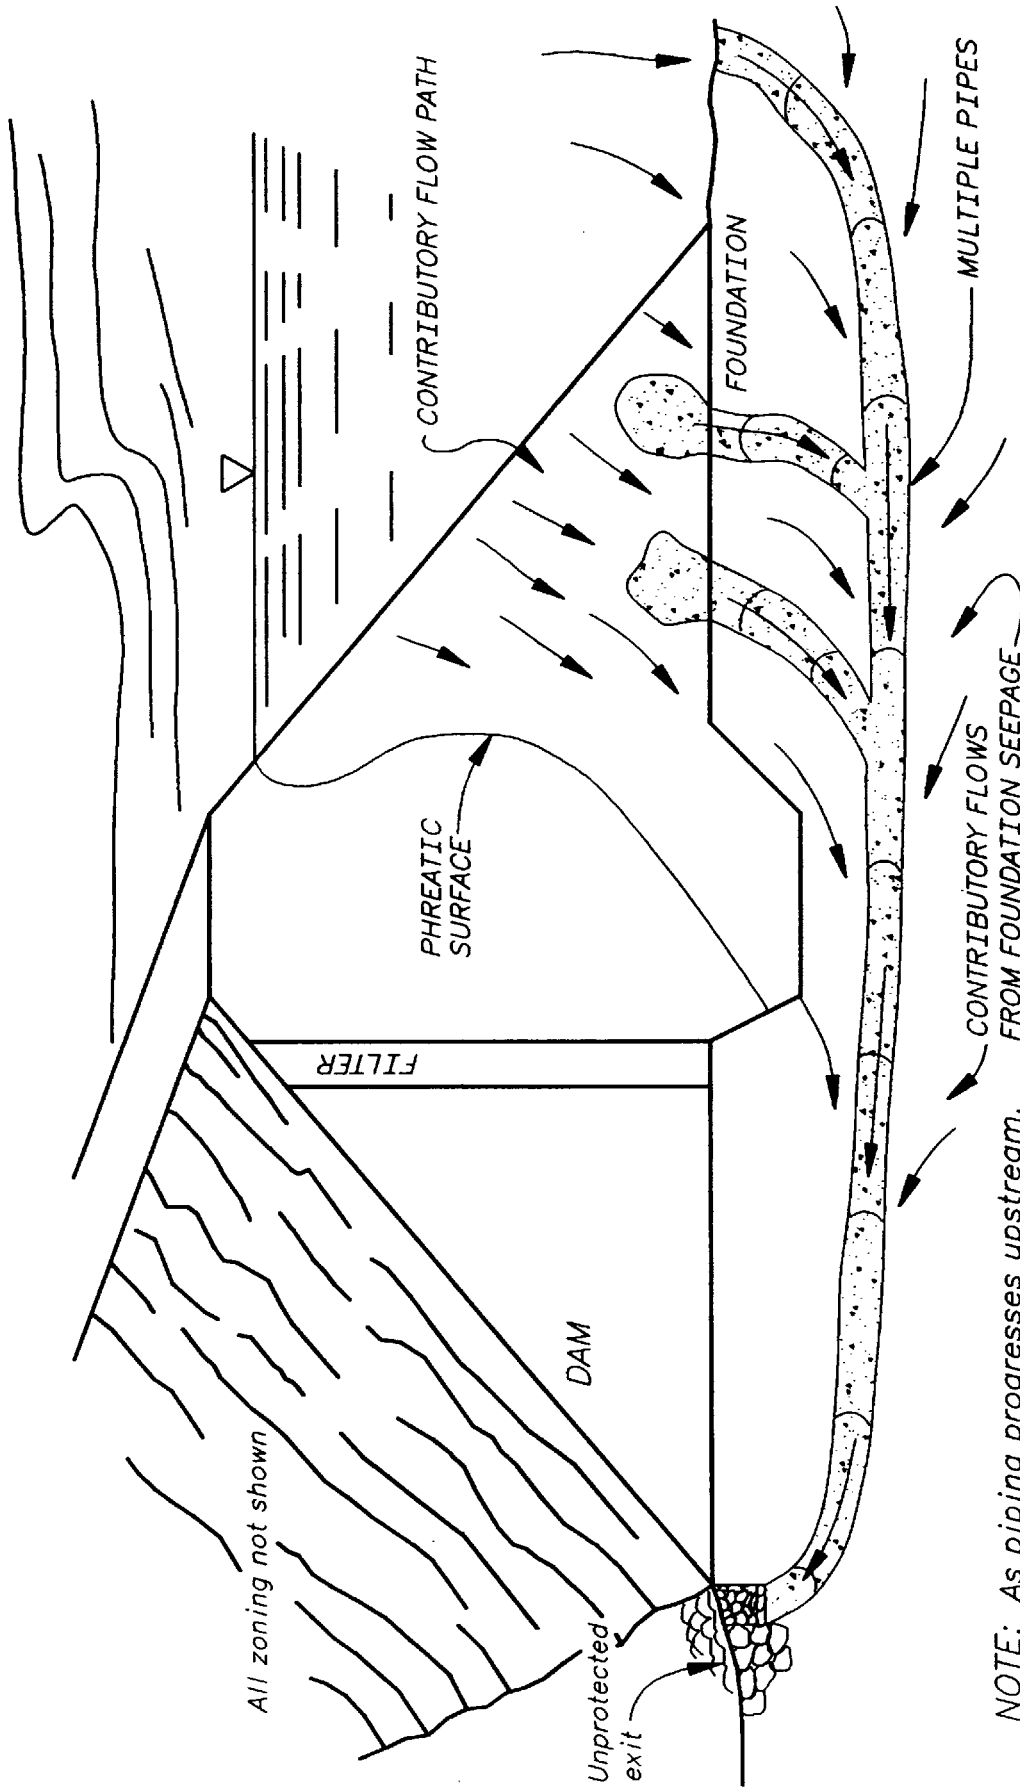 All zoning not shown
Unprotected
exit
DAM
FILTER
PHREATIC
SURFACE
CONTRIBUTORY FLOW PATH
FOUNDATION
MULTIPLE PIPES
CONTRIBUTORY FLOWS
FROM FOUNDATION SEEPAGE
NOTE: As piping progresses upstream,